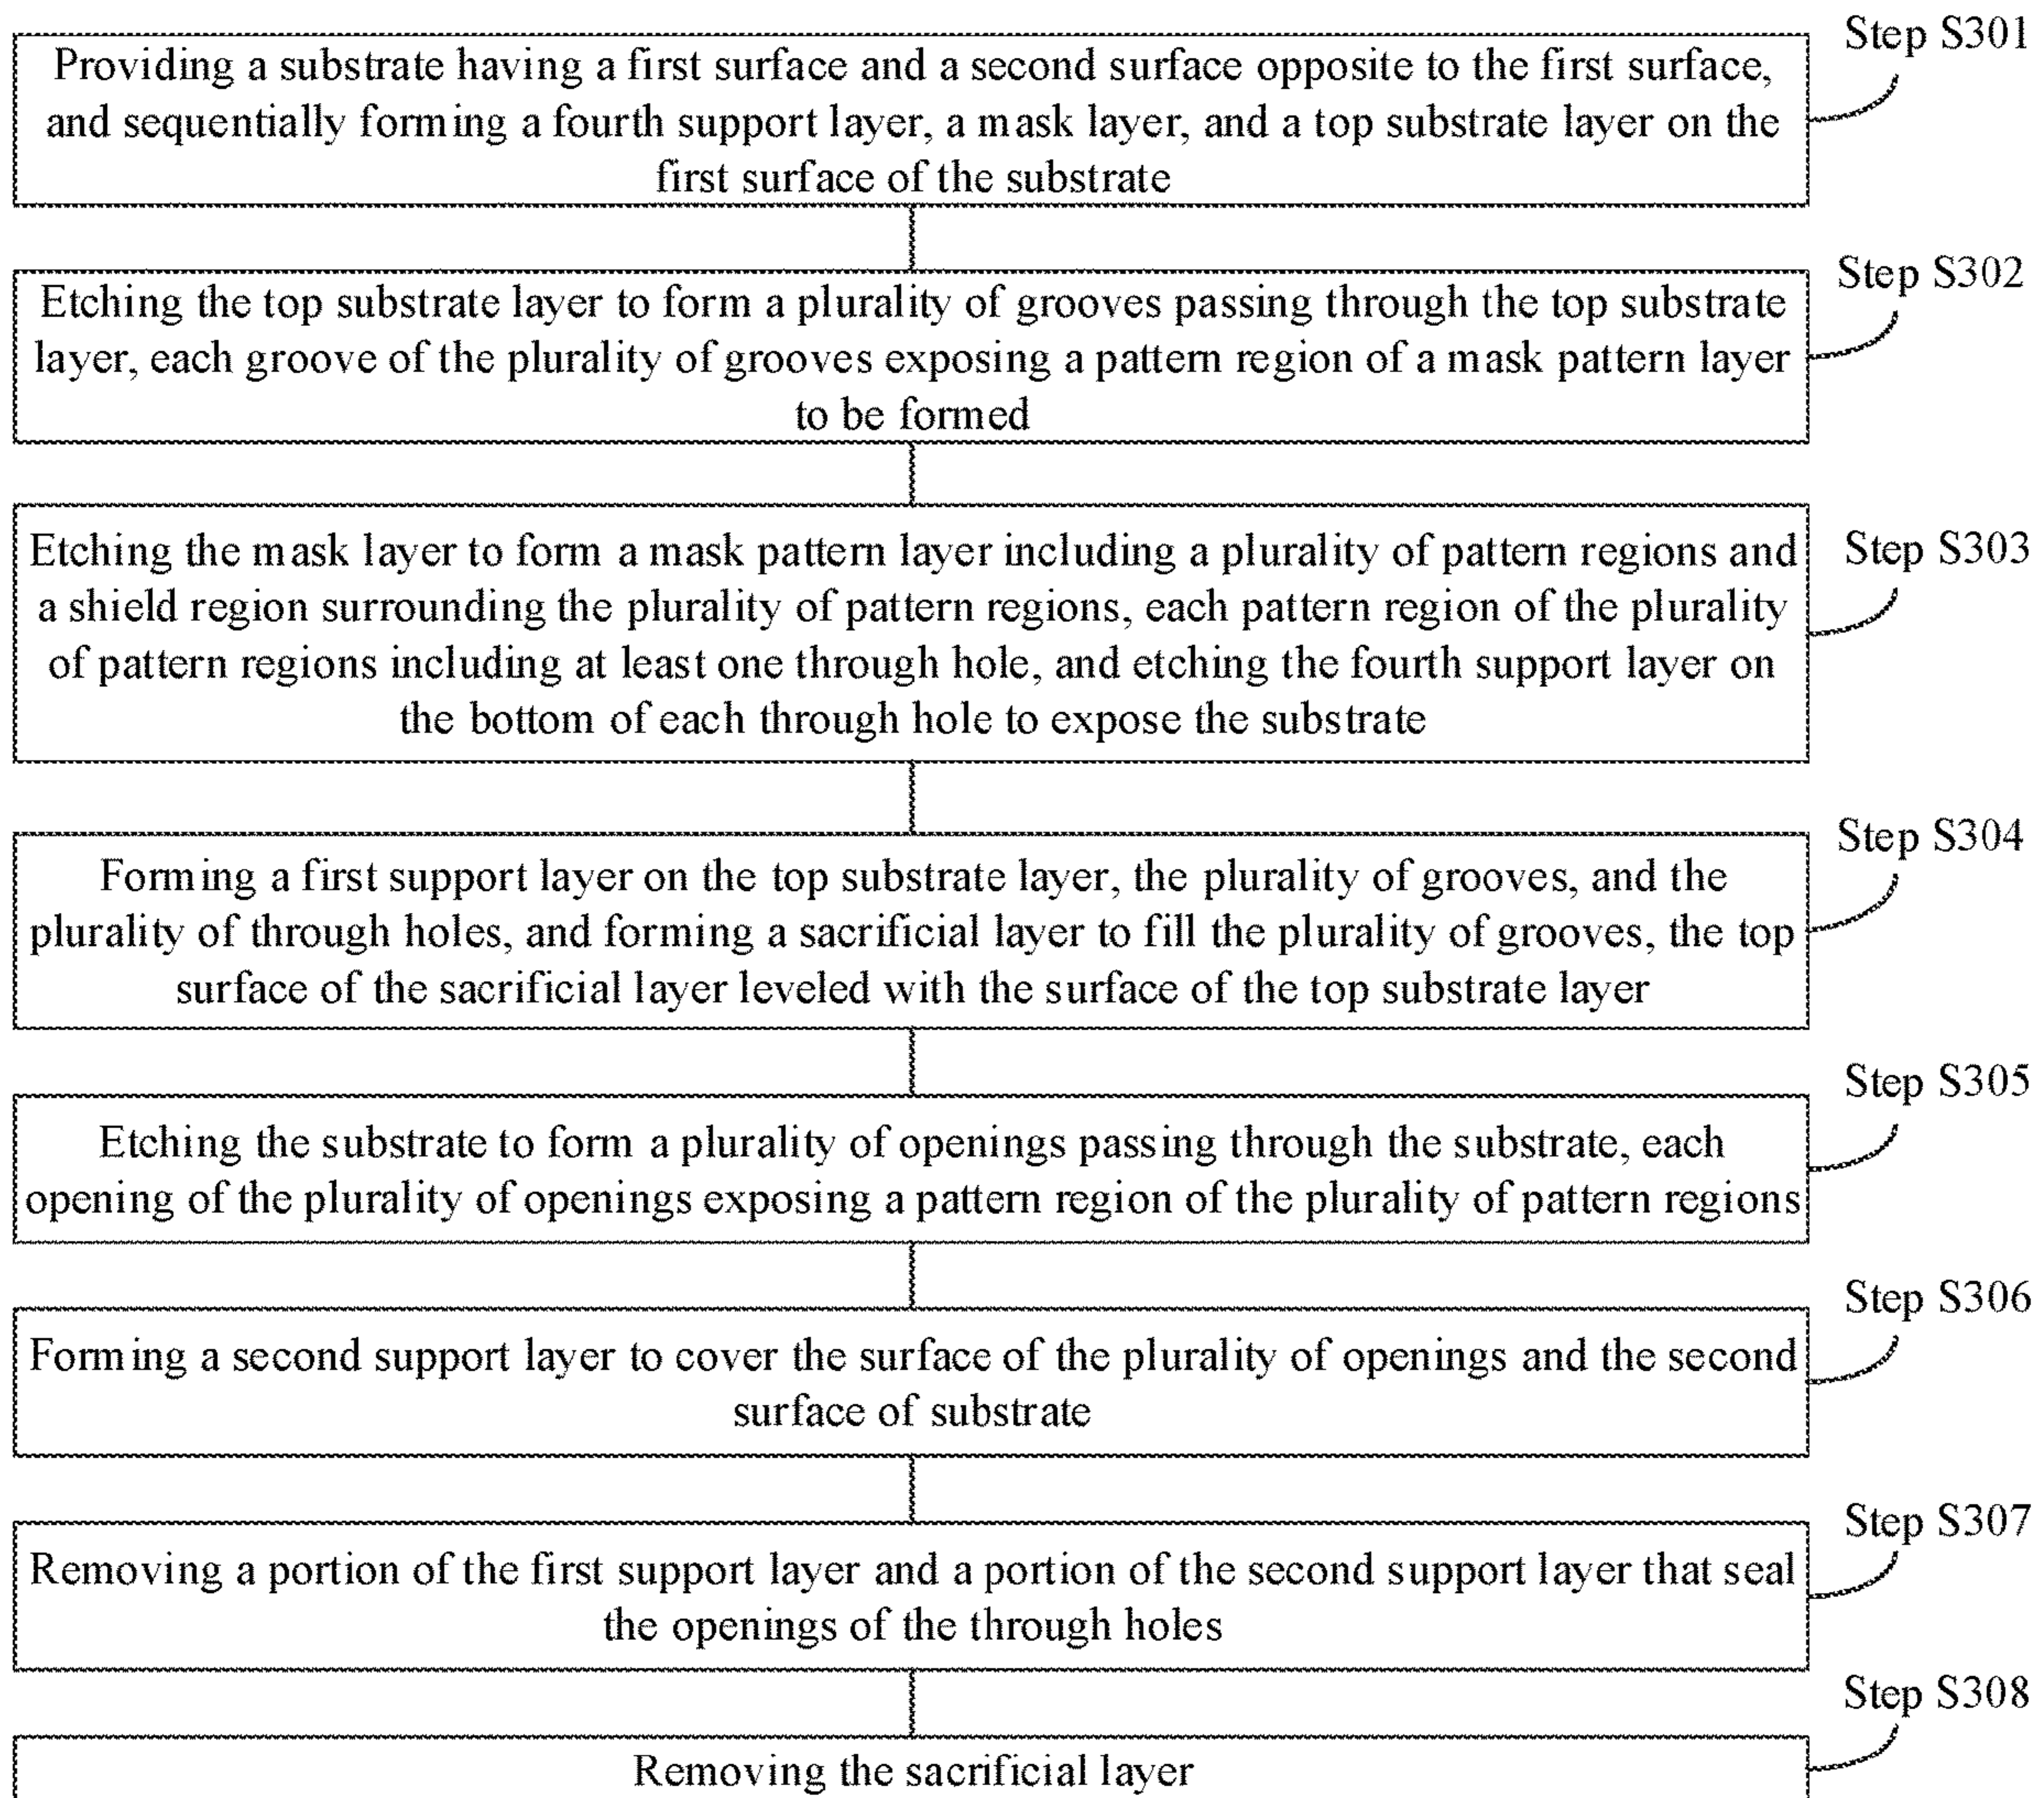 Step S301
Providing a substrate having a first surface and a second surface opposite to the first surface,
and sequentially forming a fourth support layer, a mask layer, and a top substrate layer on the
first surface of the substrate
Step S302
Etching the top substrate layer to form a plurality of grooves passing through the top substrate
layer, each groove of the plurality of grooves exposing a pattern region of a mask pattern layer
to be formed
Step S303
Etching the mask layer to form a mask pattern layer including a plurality of pattern regions and
a shield region surrounding the plurality of pattern regions, each pattern region of the plurality
of pattern regions including at least one through hole, and etching the fourth support layer on
the bottom of each through hole to expose the substrate
Step S304
Forming a first support layer on the top substrate layer, the plurality of grooves, and the
plurality of through holes, and forming a sacrificial layer to fill the plurality of grooves, the top
surface of the sacrificial layer leveled with the surface of the top substrate layer
Step S305
Etching the substrate to form a plurality of openings passing through the substrate, each
opening of the plurality of openings exposing a pattern region of the plurality of pattern regions
Step S306
Forming a second support layer to cover the surface of the plurality of openings and the second
surface of substrate
Step S307
Removing a portion of the first support layer and a portion of the second support layer that seal
the openings of the through holes
Step S308
Removing the sacrificial layer